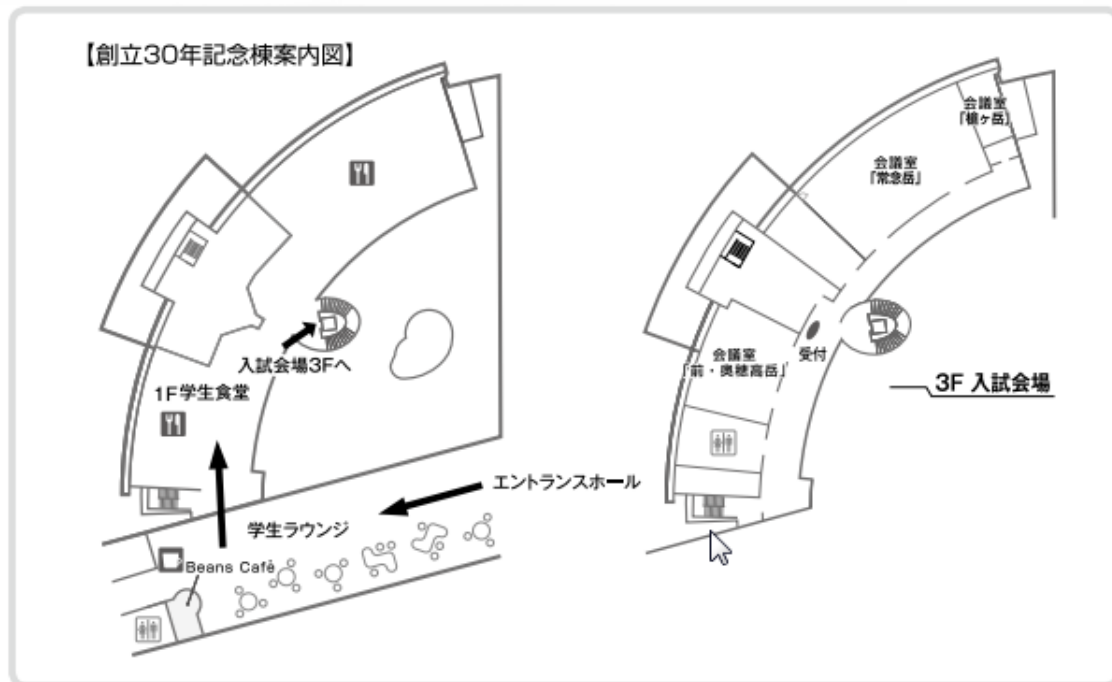 【創立30年記念棟案内図】
入試会場3Fへ
1F学生食堂
エントランスホール
学生ラウンジ
Beans Cafè
会議室
「槍ヶ岳」
会議室
「常念岳」
会議室
「前・奥穂高岳」
受付
3F 入試会場